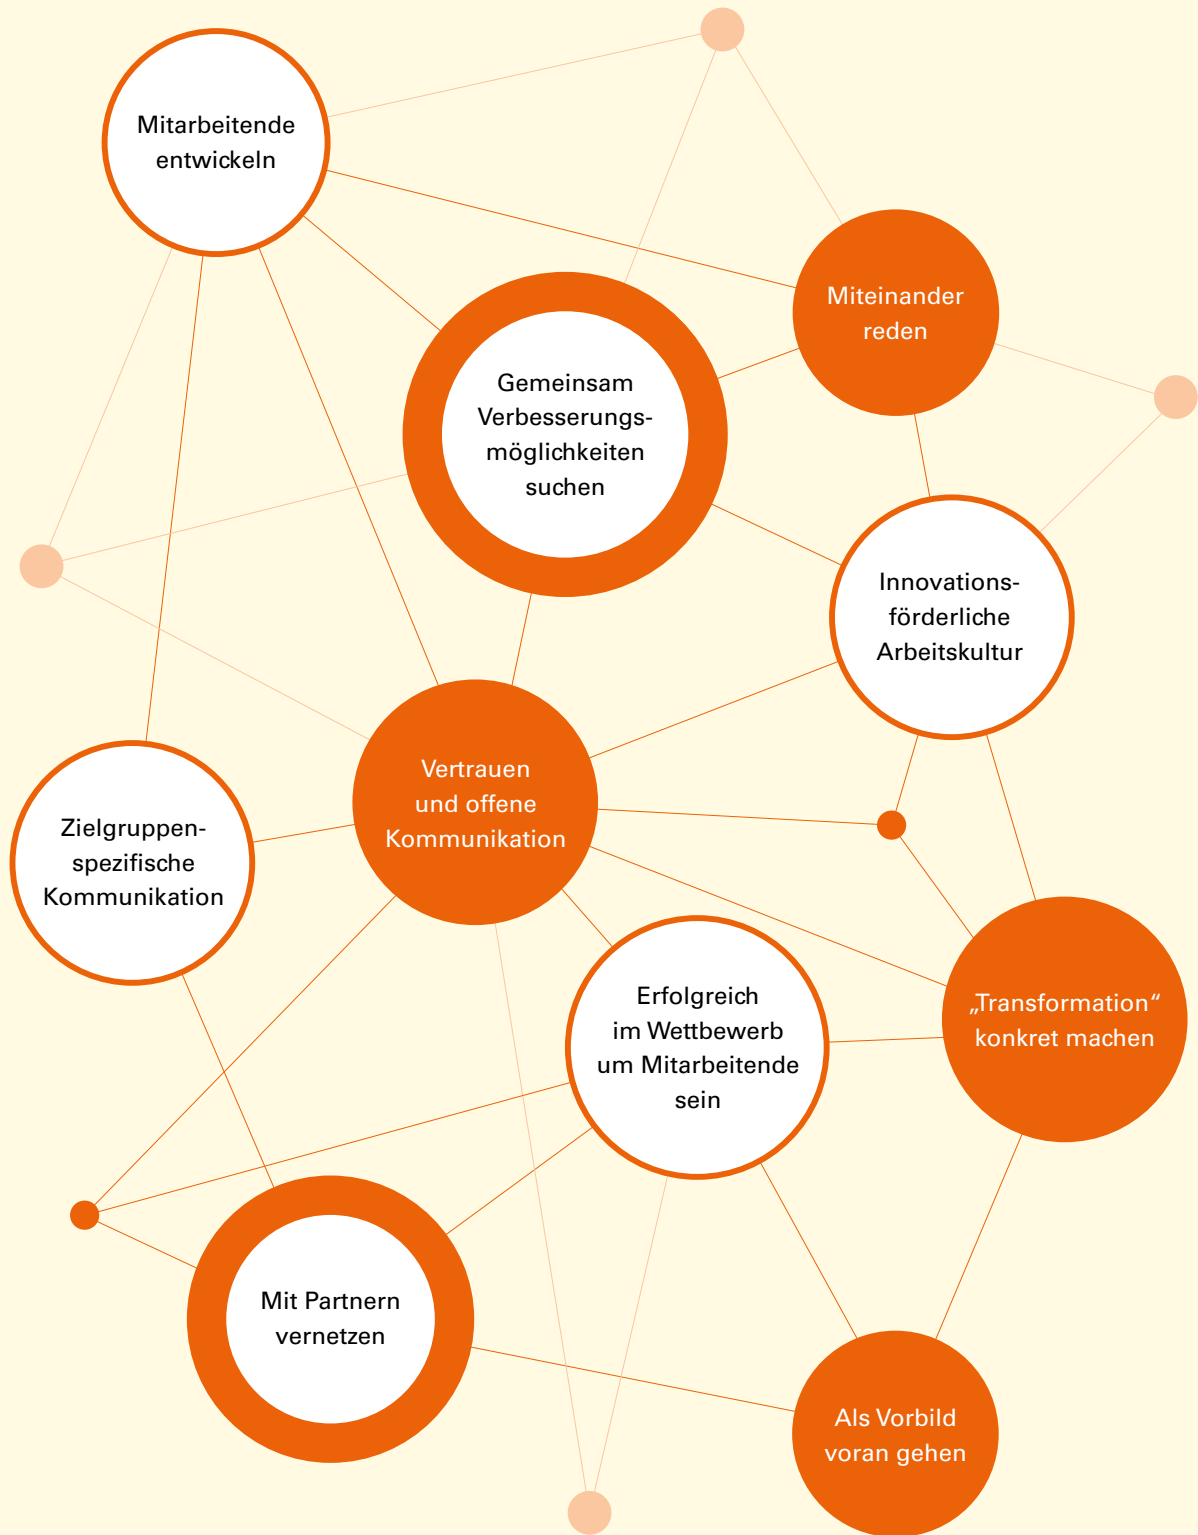 Mitarbeitende
entwickeln
Miteinander
reden
Gemeinsam
Verbesserungs-
möglichkeiten
suchen
Innovations-
förderliche
Arbeitskultur
Vertrauen
und offene
Kommunikation
Zielgruppen-
spezifische
Kommunikation
Erfolgreich
im Wettbewerb
um Mitarbeitende
sein
„Transformation“
konkret machen
Mit Partnern
vernetzen
Als Vorbild
voran gehen